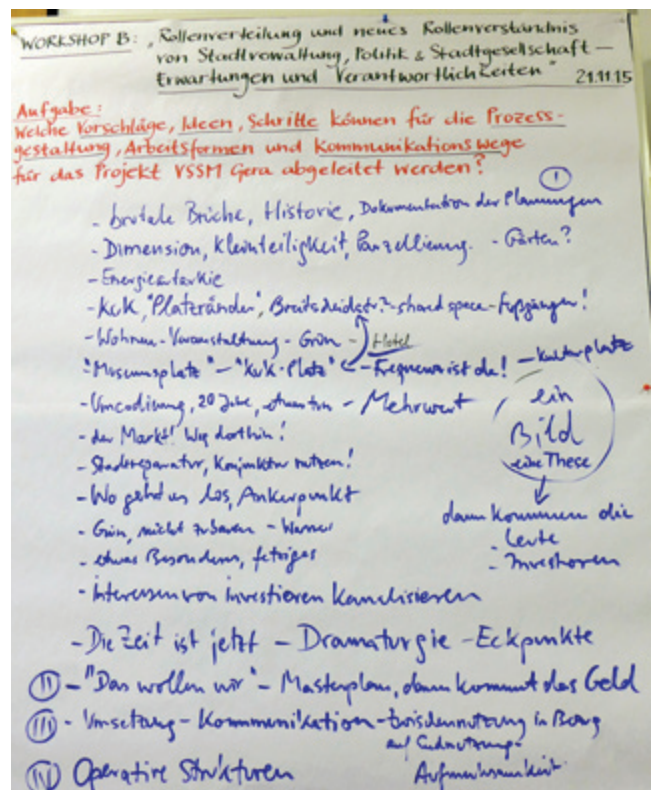 WORKSHOP B: „Rollenverteilung und neues Rollenverständnis
von Stadtverwaltung, Politik & Stadtgesellschaft –
Erwartungen und Verantwortlichkeiten" 21.11.15
Aufgabe:
Welche Vorschläge, Ideen, Schritte können für die Prozess-
gestaltung, Arbeitsformen und Kommunikationswege
für das Projekt VSSM Gera abgeleitet werden?
I
- brutale Brüche, Historie, Dokumentation der Planungen
- Dimension, Kleinteiligkeit, Parzellierung. - Gärten?
- Energieautarkie
- KuK, "Platzränder", Breitscheidstr.? - shared space - Fußgänger!
- Wohnen - Veranstaltung - Grün - Hotel
- "Museumsplatz" - "KuK-Platz" - Frequenz ist da! - Kulturplatz
- Umcodierung, 20 Jahre, etwas tun - Mehrwert
- der Markt! Weg dorthin!
- Stadtreparatur, Konjunktur nutzen!
- Wo geht es los, Ankerpunkt
- Grün, nicht zubauen - Wasser
- etwas Besonderes, fetziges
- Interessen von Investoren kanalisieren
ein
Bild
eine These
dann kommen die
- Leute
- Investoren
- Die Zeit ist jetzt - Dramaturgie - Eckpunkte
II - "Das wollen wir" - Masterplan, dann kommt das Geld
III - Umsetzung - Kommunikation - Zwischennutzung in Bezug
auf Endnutzung -
Aufmerksamkeit
IV Operative Strukturen